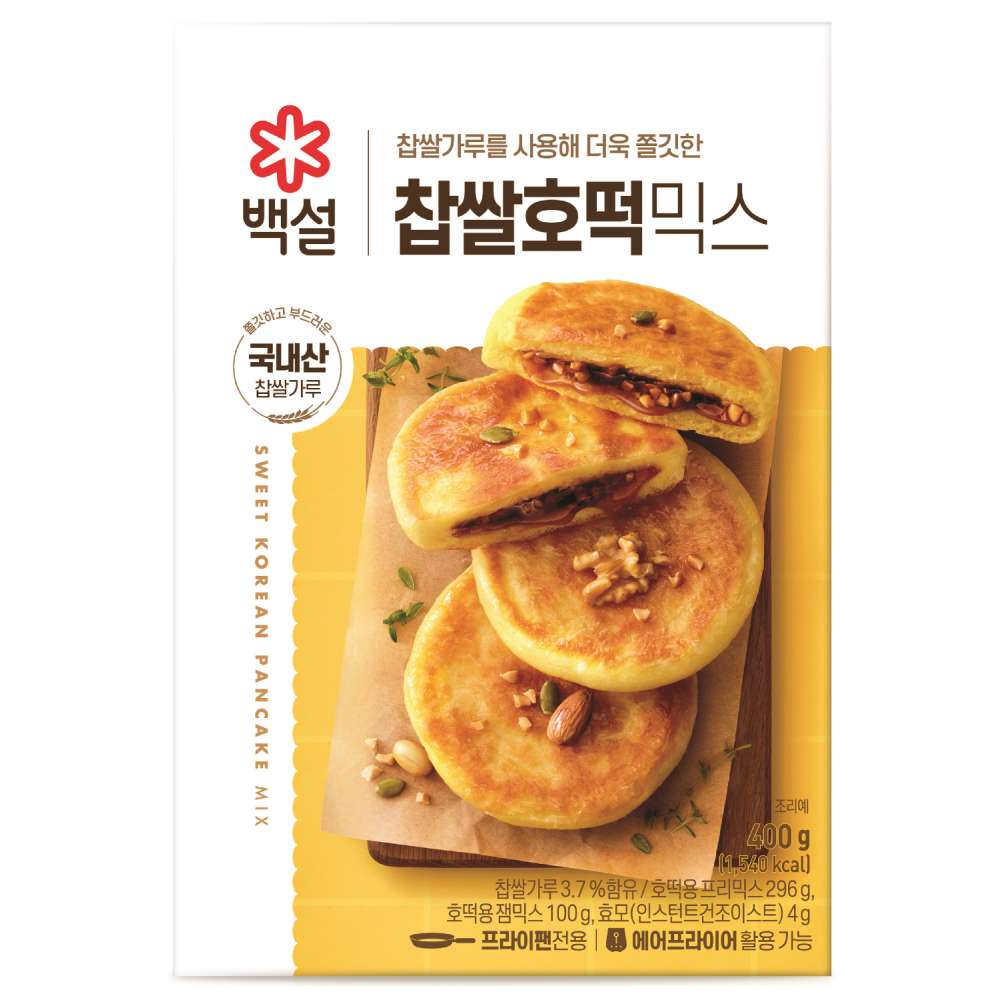 백설
찹쌀가루를 사용해 더욱 쫄깃한
찹쌀호떡믹스
쫄깃하고 부드러운
국내산
찹쌀가루
SWEET KOREAN PANCAKE MIX
조리예
400 g
(1,540 kcal)
찹쌀가루 3.7 %함유 / 호떡용 프리믹스 296 g,
호떡용 잼믹스 100 g, 효모(인스턴트건조이스트) 4 g
프라이팬전용 | 에어프라이어 활용 가능